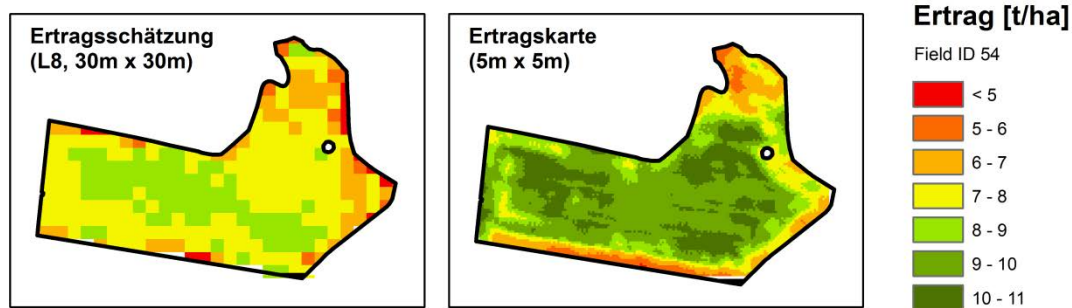 Ertragsschätzung
(L8, 30m x 30m)
Ertragskarte
(5m x 5m)
Ertrag [t/ha]
Field ID 54
< 5
5 - 6
6 - 7
7 - 8
8 - 9
9 - 10
10 - 11